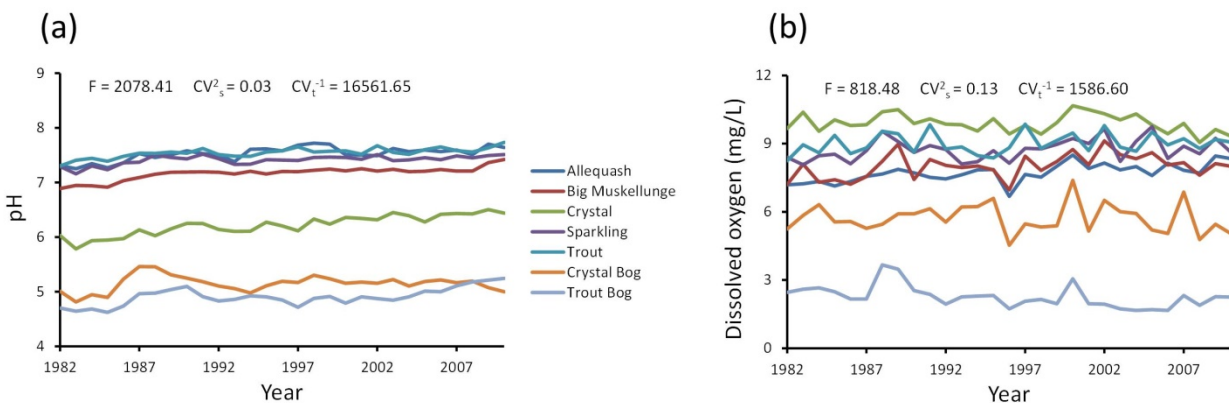 (a)
F = 2078.41 CV²s = 0.03 CVt⁻¹ = 16561.65
pH
9
8
7
6
5
4
1982 1987 1992 1997 2002 2007
Year
Allequash
Big Muskellunge
Crystal
Sparkling
Trout
Crystal Bog
Trout Bog
(b)
F = 818.48 CV²s = 0.13 CVt⁻¹ = 1586.60
Dissolved oxygen (mg/L)
12
9
6
3
0
1982 1987 1992 1997 2002 2007
Year